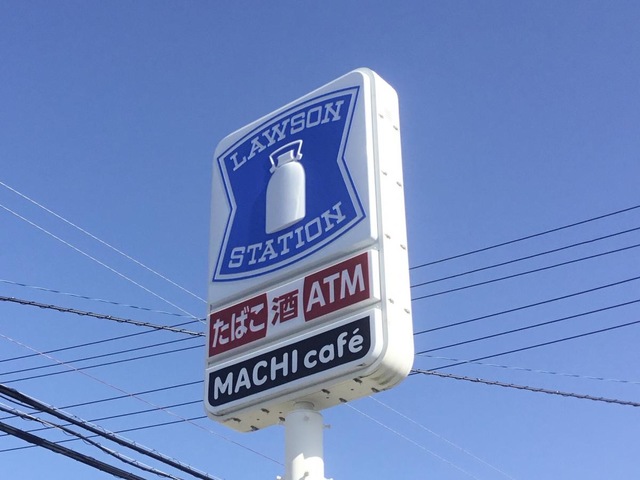 LAWSON
STATION
たばこ 酒 ATM
MACHI café